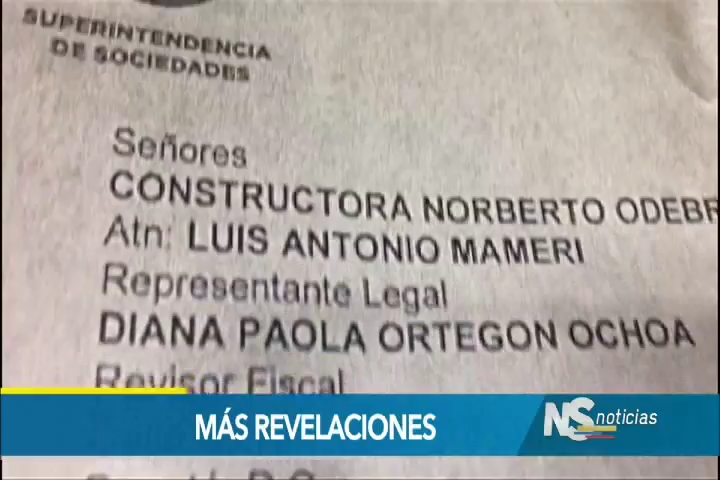 SUPERINTENDENCIA
DE SOCIEDADES
Señores
CONSTRUCTORA NORBERTO ODEBR
Atn: LUIS ANTONIO MAMERI
Representante Legal
DIANA PAOLA ORTEGON OCHOA
Revisor Fiscal
MÁS REVELACIONES
NS noticias